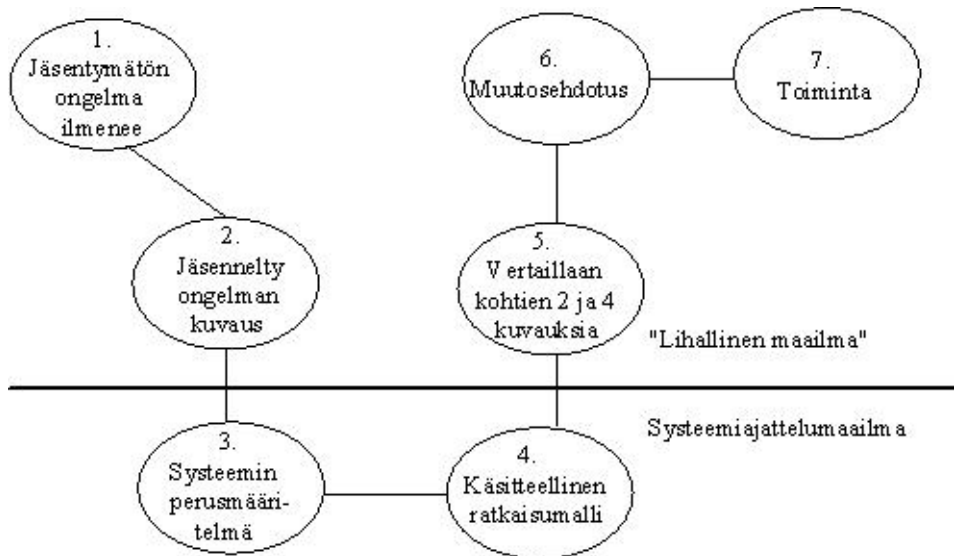 1.
Jäsentymätön
ongelma
ilmenee
2.
Jäsennelty
ongelman
kuvaus
3.
Systeemin
perusmääri-
telmä
4.
Käsitteellinen
ratkaisumalli
5.
Vertaillaan
kohtien 2 ja 4
kuvauksia
6.
Muutosehdotus
7.
Toiminta
"Lihallinen maailma"
Systeemiajattelumaailma